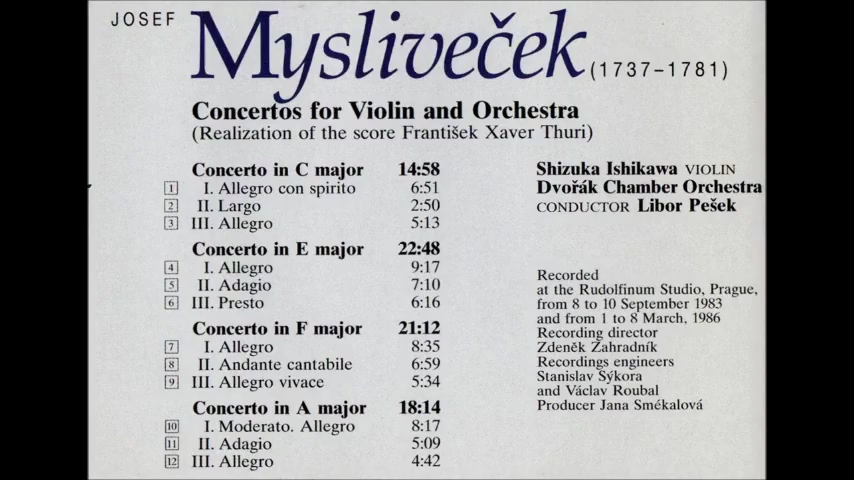 JOSEF
Mysliveček (1737–1781)
Concertos for Violin and Orchestra
(Realization of the score František Xaver Thuri)
Concerto in C major 14:58
1 I. Allegro con spirito 6:51
2 II. Largo 2:50
3 III. Allegro 5:13
Concerto in E major 22:48
4 I. Allegro 9:17
5 II. Adagio 7:10
6 III. Presto 6:16
Concerto in F major 21:12
7 I. Allegro 8:35
8 II. Andante cantabile 6:59
9 III. Allegro vivace 5:34
Concerto in A major 18:14
10 I. Moderato. Allegro 8:17
11 II. Adagio 5:09
12 III. Allegro 4:42
Shizuka Ishikawa VIOLIN
Dvořák Chamber Orchestra
CONDUCTOR Libor Pešek
Recorded
at the Rudolfinum Studio, Prague,
from 8 to 10 September 1983
and from 1 to 8 March, 1986
Recording director
Zdeněk Zahradník
Recordings engineers
Stanislav Sýkora
and Václav Roubal
Producer Jana Smékalová